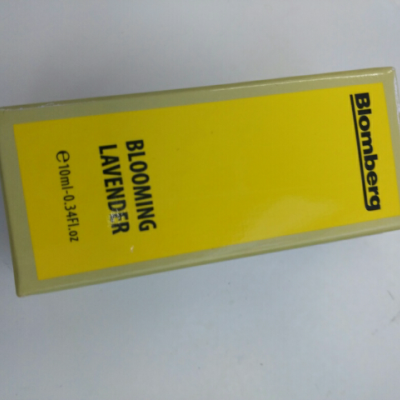 Blomberg
BLOOMING
LAVENDER
℮10ml-0.34Fl.oz